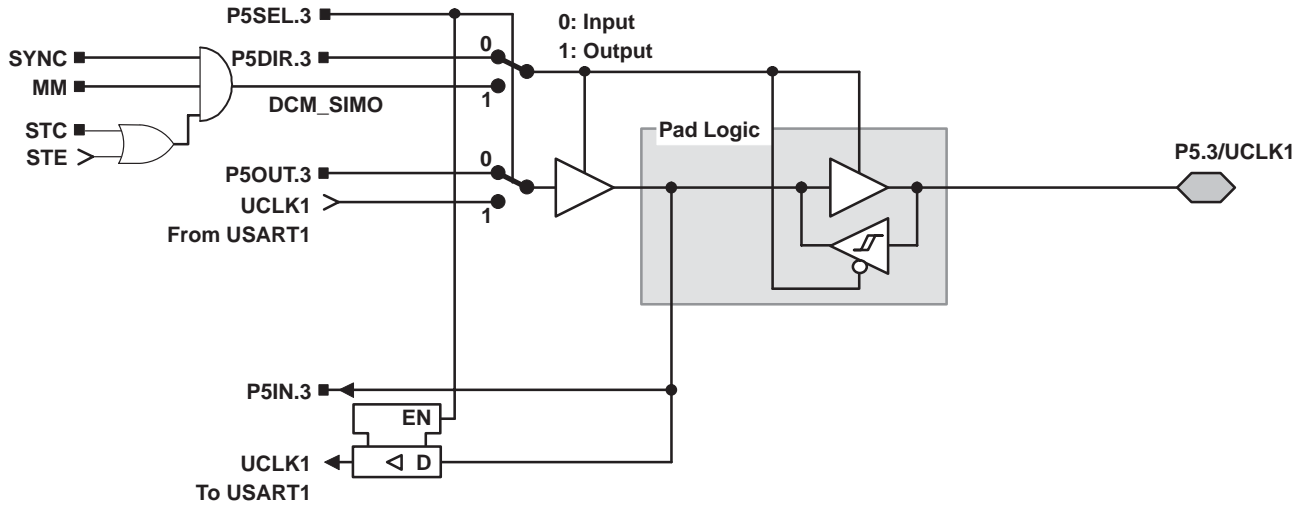 P5SEL.3
0: Input
1: Output
SYNC
P5DIR.3
0
MM
1
DCM_SIMO
STC
STE
Pad Logic
P5.3/UCLK1
P5OUT.3
0
UCLK1
1
From USART1
P5IN.3
EN
UCLK1
D
To USART1